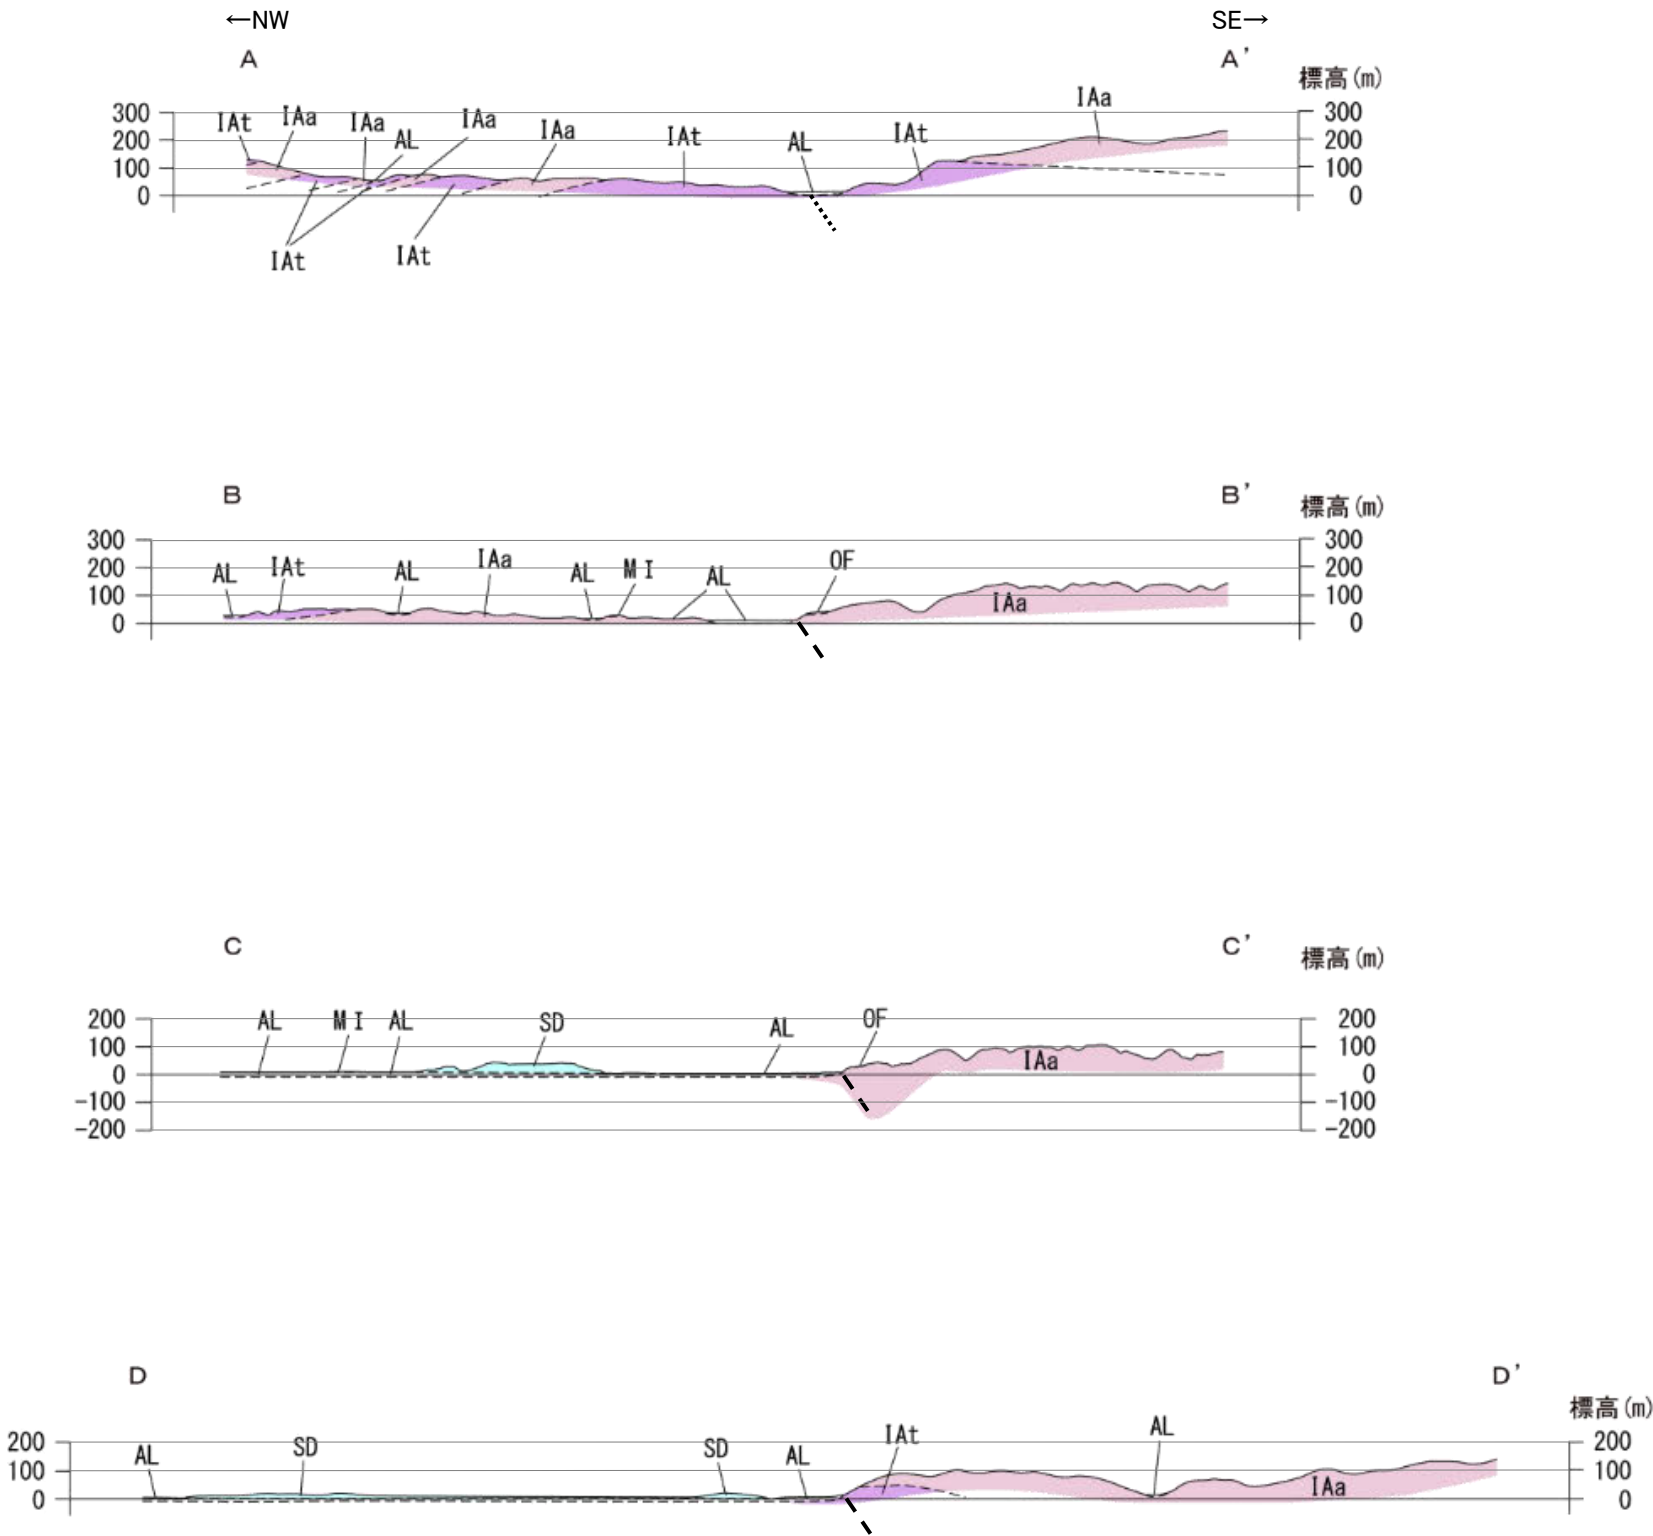 ←NW SE→
A A'
標高(m)
IAt IAa IAa AL IAa IAa IAt AL IAt IAa
300 300
200 200
100 100
0 0
IAt IAt
B B'
標高(m)
300 300
200 200
100 100
0 0
AL IAt AL IAa AL MI AL OF
IAa
C C'
標高(m)
AL MI AL SD AL OF
200 200
100 100
0 0
-100 -100
-200 -200
IAa
D D'
標高(m)
AL SD SD AL IAt AL
200 200
100 100
0 0
IAa